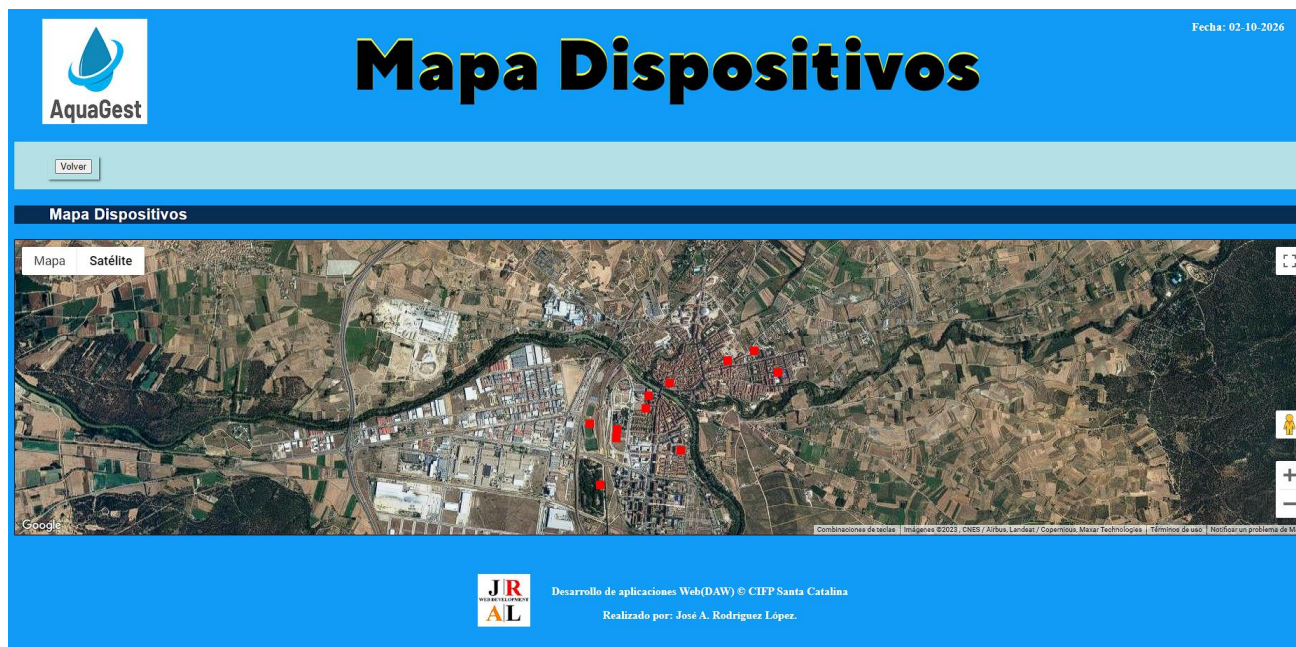 AquaGest
Mapa Dispositivos
Fecha: 02-10-2026
Volver
Mapa Dispositivos
Mapa Satélite
Google
Combinaciones de teclas Imágenes ©2023 , CNES / Airbus, Landsat / Copernicus, Maxar Technologies Términos de uso Notificar un problema de M
J R
WEB DEVELOPMENT
A L
Desarrollo de aplicaciones Web(DAW) © CIFP Santa Catalina
Realizado por: José A. Rodríguez López.